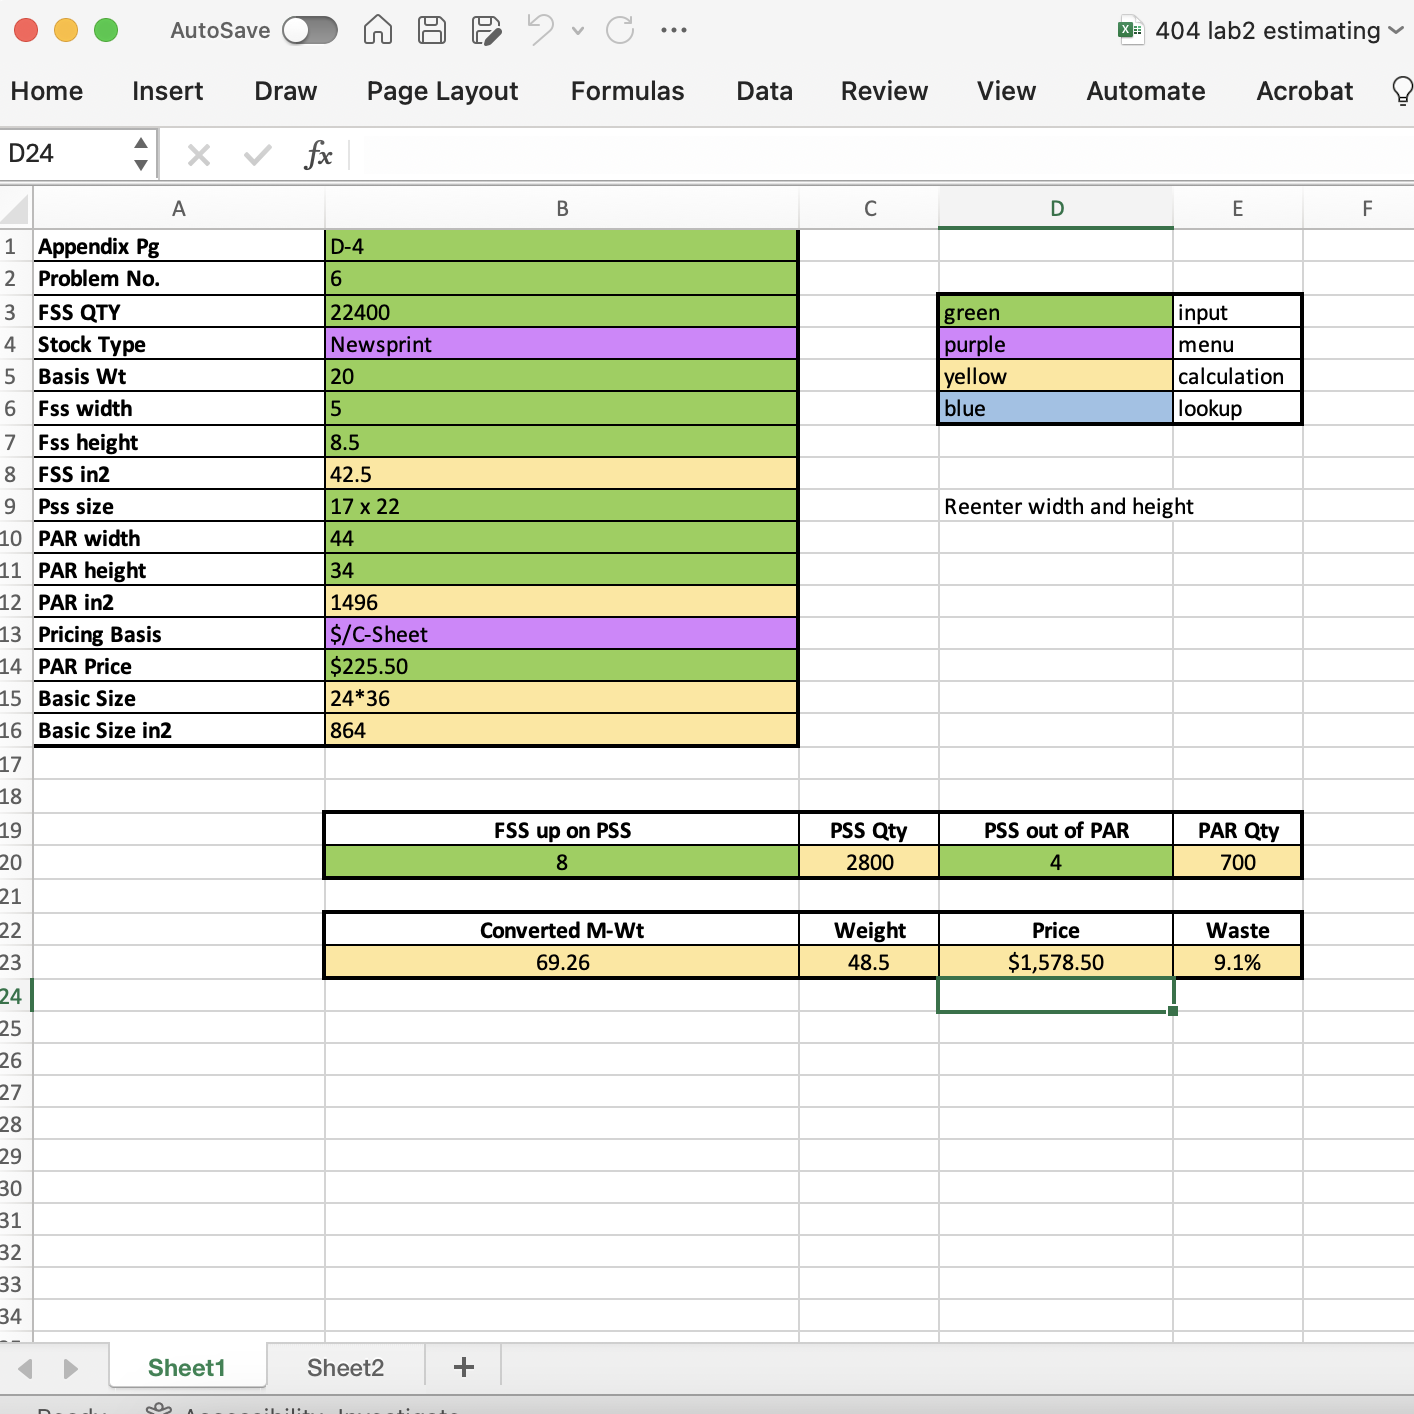 AutoSave 404 lab2 estimating
Home Insert Draw Page Layout Formulas Data Review View Automate Acrobat
D24 fx
A B C D E F
1 Appendix Pg D-4
2 Problem No. 6
3 FSS QTY 22400 green input
4 Stock Type Newsprint purple menu
5 Basis Wt 20 yellow calculation
6 Fss width 5 blue lookup
7 Fss height 8.5
8 FSS in2 42.5
9 Pss size 17 x 22 Reenter width and height
10 PAR width 44
11 PAR height 34
12 PAR in2 1496
13 Pricing Basis $/C-Sheet
14 PAR Price $225.50
15 Basic Size 24*36
16 Basic Size in2 864
17
18
19 FSS up on PSS PSS Qty PSS out of PAR PAR Qty
20 8 2800 4 700
21
22 Converted M-Wt Weight Price Waste
23 69.26 48.5 $1,578.50 9.1%
24
25
26
27
28
29
30
31
32
33
34
Sheet1 Sheet2 +
Ready Accessibility: Investigate